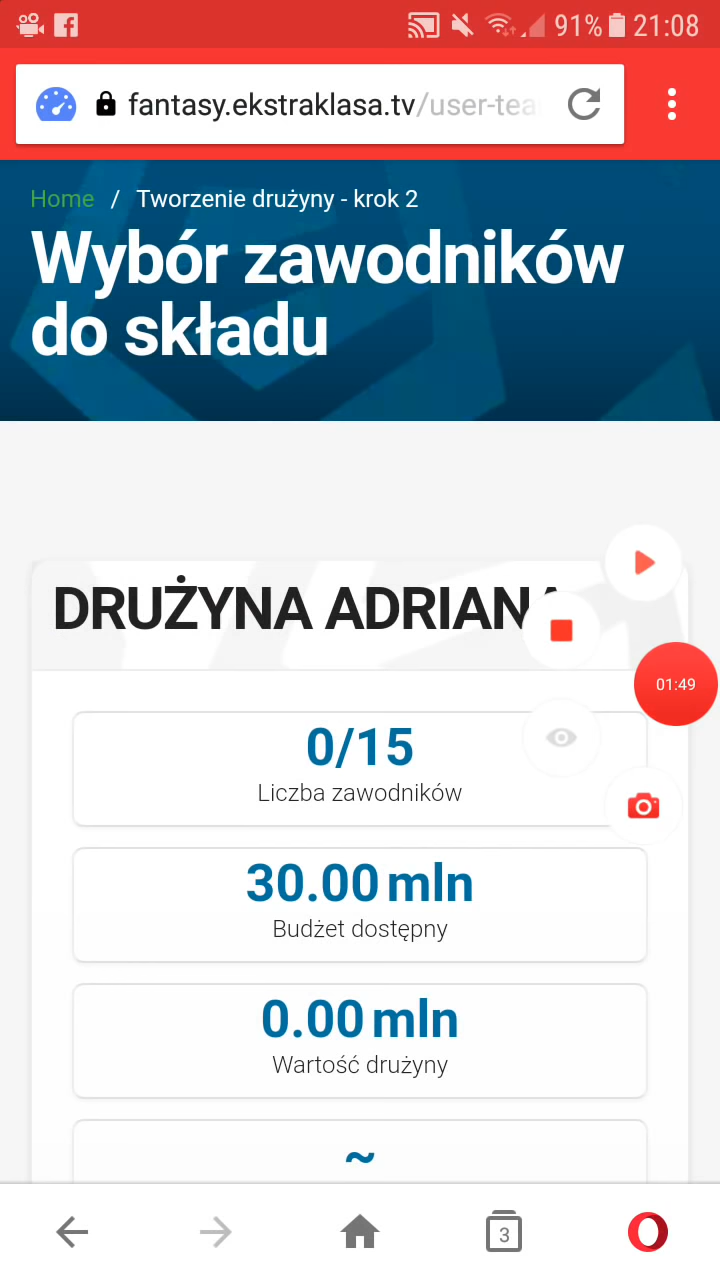 91% 21:08
fantasy.ekstraklasa.tv/user-tea
Home / Tworzenie drużyny - krok 2
Wybór zawodników
do składu
DRUŻYNA ADRIANA
01:49
0/15
Liczba zawodników
30.00 mln
Budżet dostępny
0.00 mln
Wartość drużyny
~
3